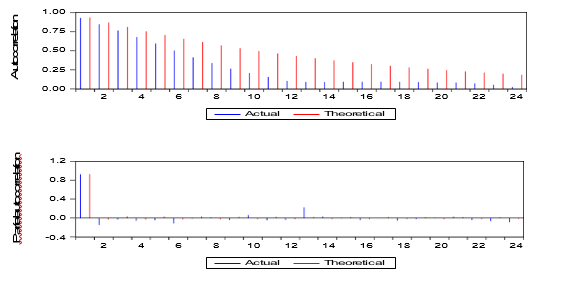 Autocorrelation
1.00
0.75
0.50
0.25
0.00
2 4 6 8 10 12 14 16 18 20 22 24
Actual Theoretical
Partial autocorrelation
1.2
0.8
0.4
0.0
-0.4
2 4 6 8 10 12 14 16 18 20 22 24
Actual Theoretical